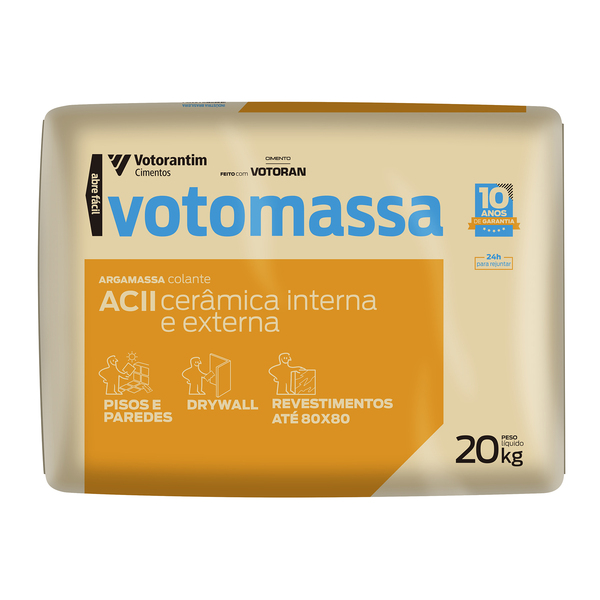 abre fácil
Votorantim
Cimentos
CIMENTO
FEITO com VOTORAN
votomassa
10
ANOS
DE GARANTIA
24h
para rejuntar
ARGAMASSA colante
ACII cerâmica interna
e externa
PISOS E
PAREDES
DRYWALL
REVESTIMENTOS
ATÉ 80X80
20kg
PESO
líquido